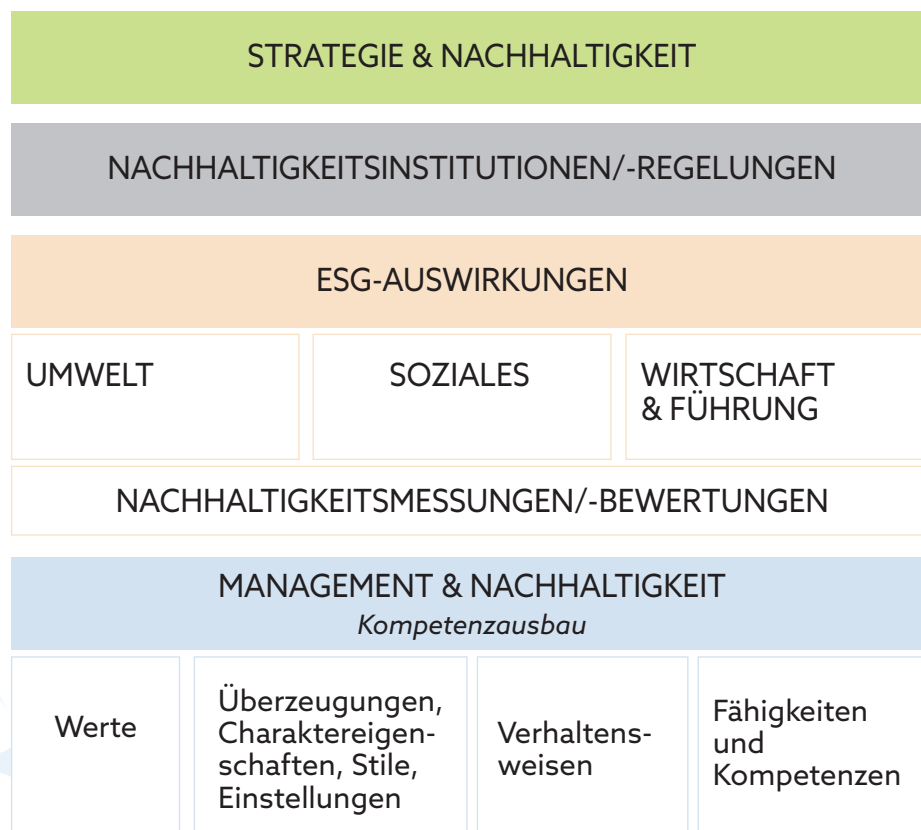 STRATEGIE & NACHHALTIGKEIT
NACHHALTIGKEITSINSTITUTIONEN/-REGELUNGEN
ESG-AUSWIRKUNGEN
UMWELT
SOZIALES
WIRTSCHAFT
& FÜHRUNG
NACHHALTIGKEITSMESSUNGEN/-BEWERTUNGEN
MANAGEMENT & NACHHALTIGKEIT
Kompetenzausbau
Werte
Überzeugungen,
Charaktereigen-
schaften, Stile,
Einstellungen
Verhaltens-
weisen
Fähigkeiten
und
Kompetenzen